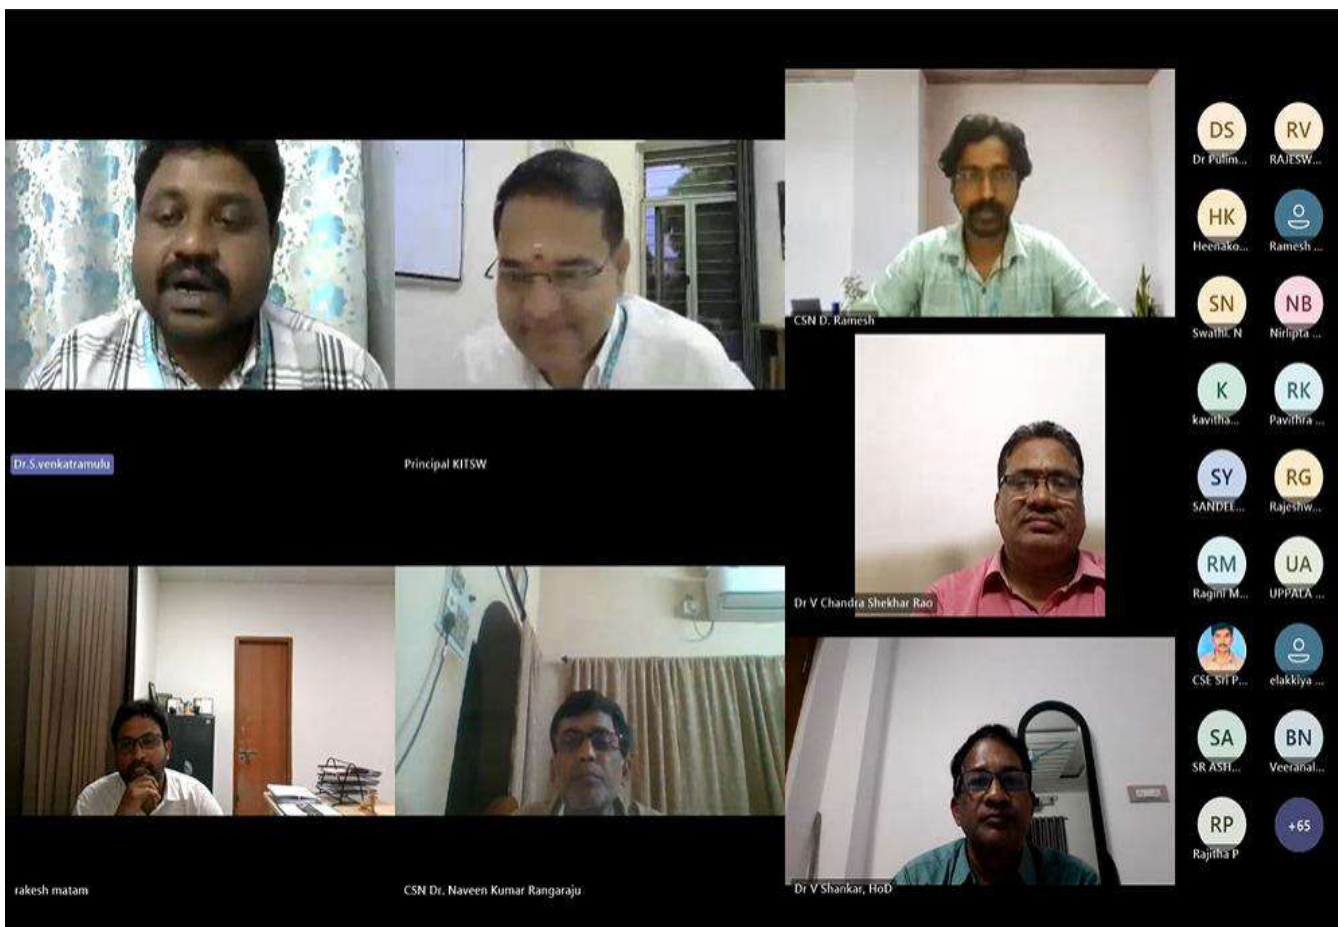 Dr.S.venkatramulu
Principal KITSW
CSN D. Ramesh
Dr V Chandra Shekhar Rao
rakesh matam
CSN Dr. Naveen Kumar Rangaraju
Dr V Shankar, HoD
DS RV
Dr Pulim... RAJESW...
HK
Heenako... Ramesh ...
SN NB
Swathi. N Nirlipta ...
K RK
kavitha... Pavithra ...
SY RG
SANDEE... Rajeshw...
RM UA
Ragini M... UPPALA ...
CSE Sri P... elakkiya ...
SA BN
SR ASH... Veeranal...
RP +65
Rajitha P